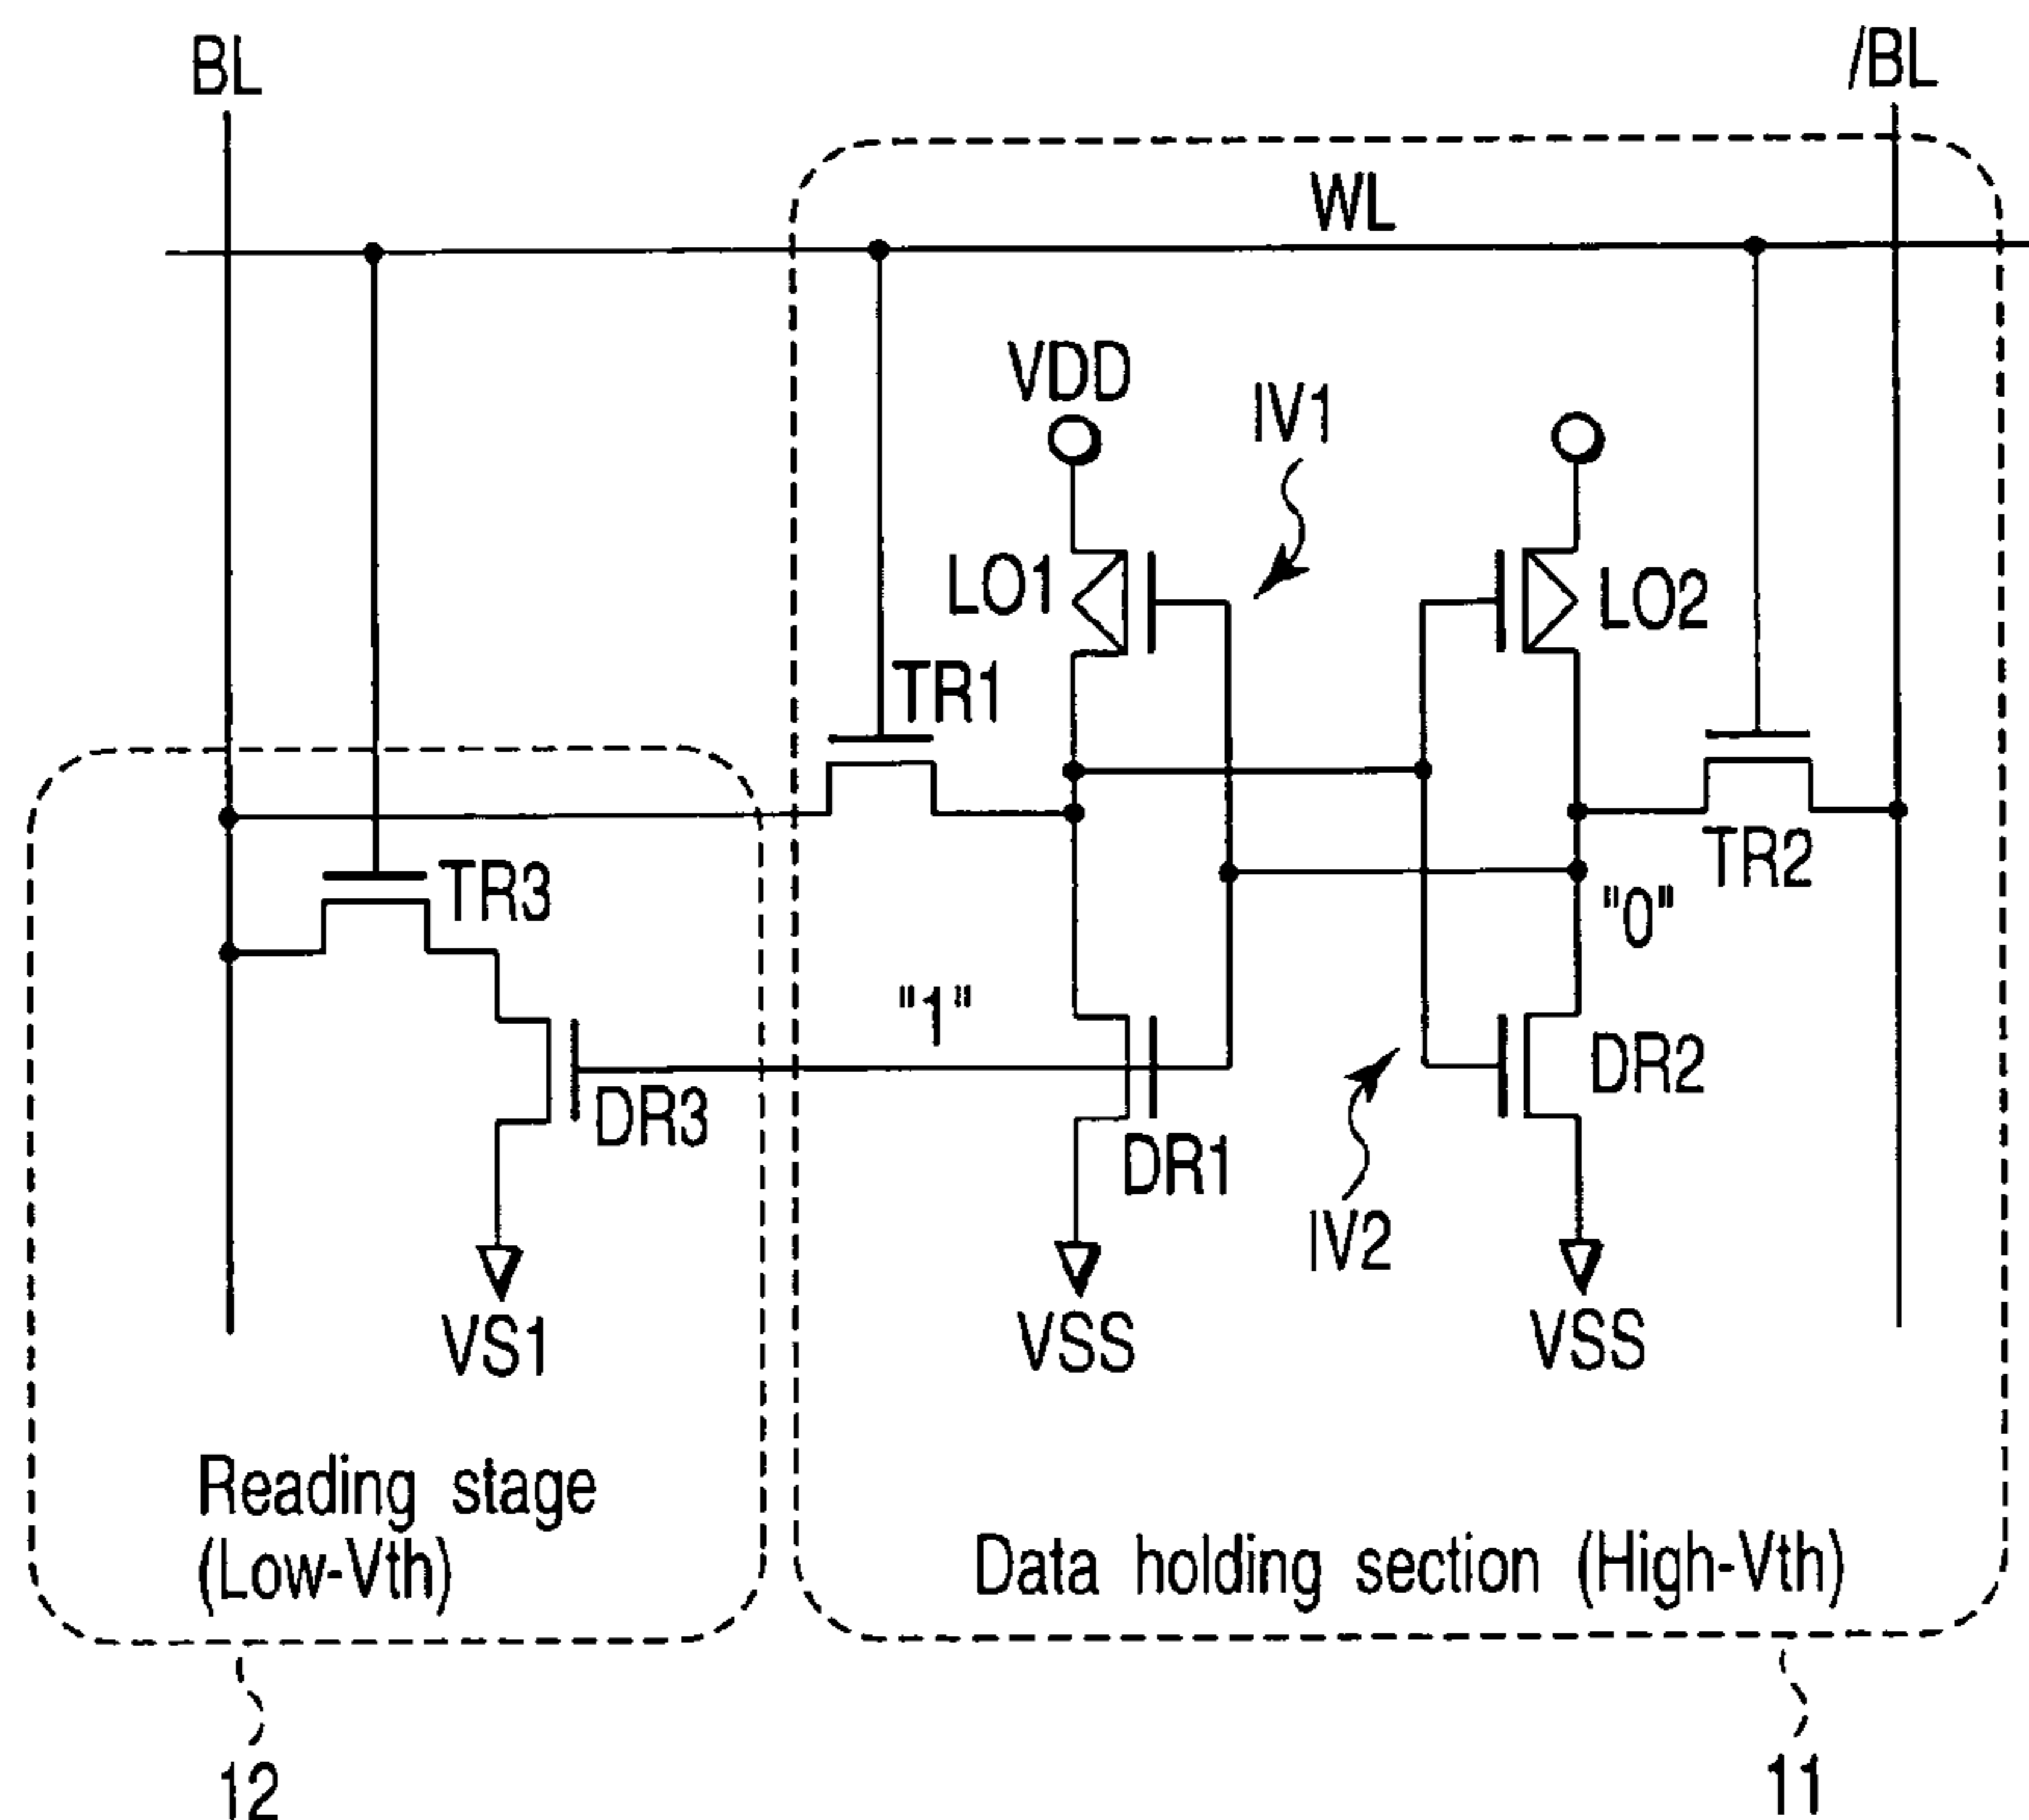 BL
/BL
WL
VDD
IV1
LO1
LO2
TR1
TR3
TR2
"0"
"1"
DR3
DR2
DR1
IV2
VS1
VSS
VSS
Reading stage
(Low-Vth)
Data holding section (High-Vth)
12
11